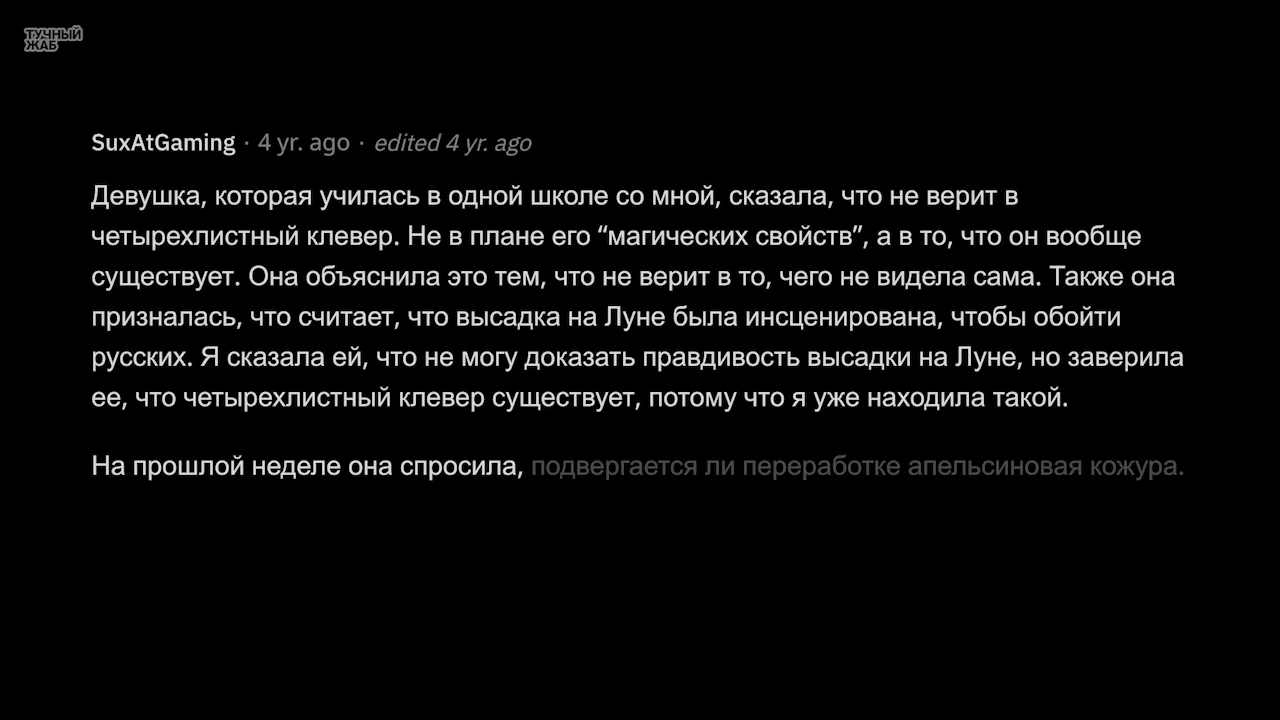 ТУЧНЫЙ
ЖАБ
SuxAtGaming · 4 yr. ago · edited 4 yr. ago
Девушка, которая училась в одной школе со мной, сказала, что не верит в
четырехлистный клевер. Не в плане его “магических свойств”, а в то, что он вообще
существует. Она объяснила это тем, что не верит в то, чего не видела сама. Также она
призналась, что считает, что высадка на Луне была инсценирована, чтобы обойти
русских. Я сказала ей, что не могу доказать правдивость высадки на Луне, но заверила
ее, что четырехлистный клевер существует, потому что я уже находила такой.
На прошлой неделе она спросила, подвергается ли переработке апельсиновая кожура.